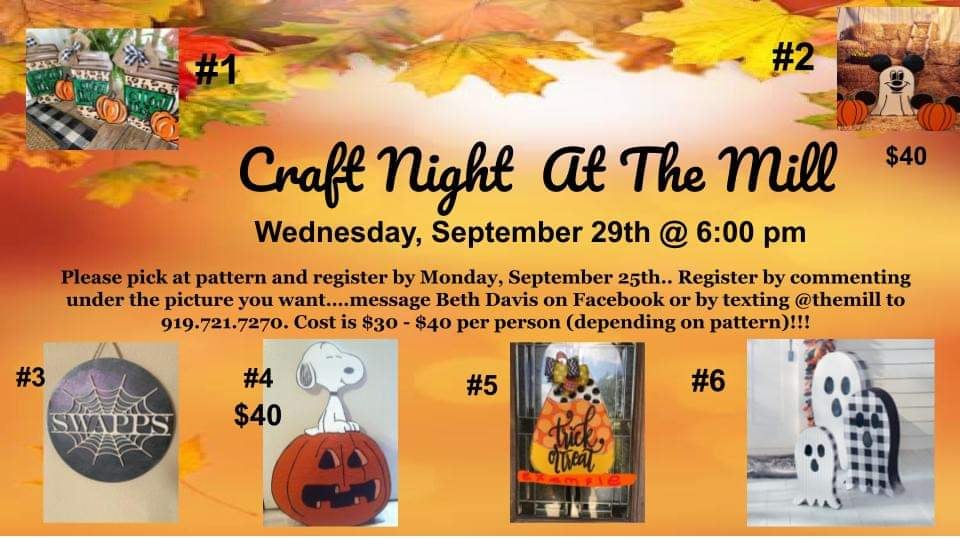 #1
#2
$40
Craft Night At The Mill
Wednesday, September 29th @ 6:00 pm
Please pick at pattern and register by Monday, September 25th.. Register by commenting
under the picture you want....message Beth Davis on Facebook or by texting @themill to
919.721.7270. Cost is $30 - $40 per person (depending on pattern)!!!
#3
SWAPPS
#4
$40
#5
trick
or treat
example
#6